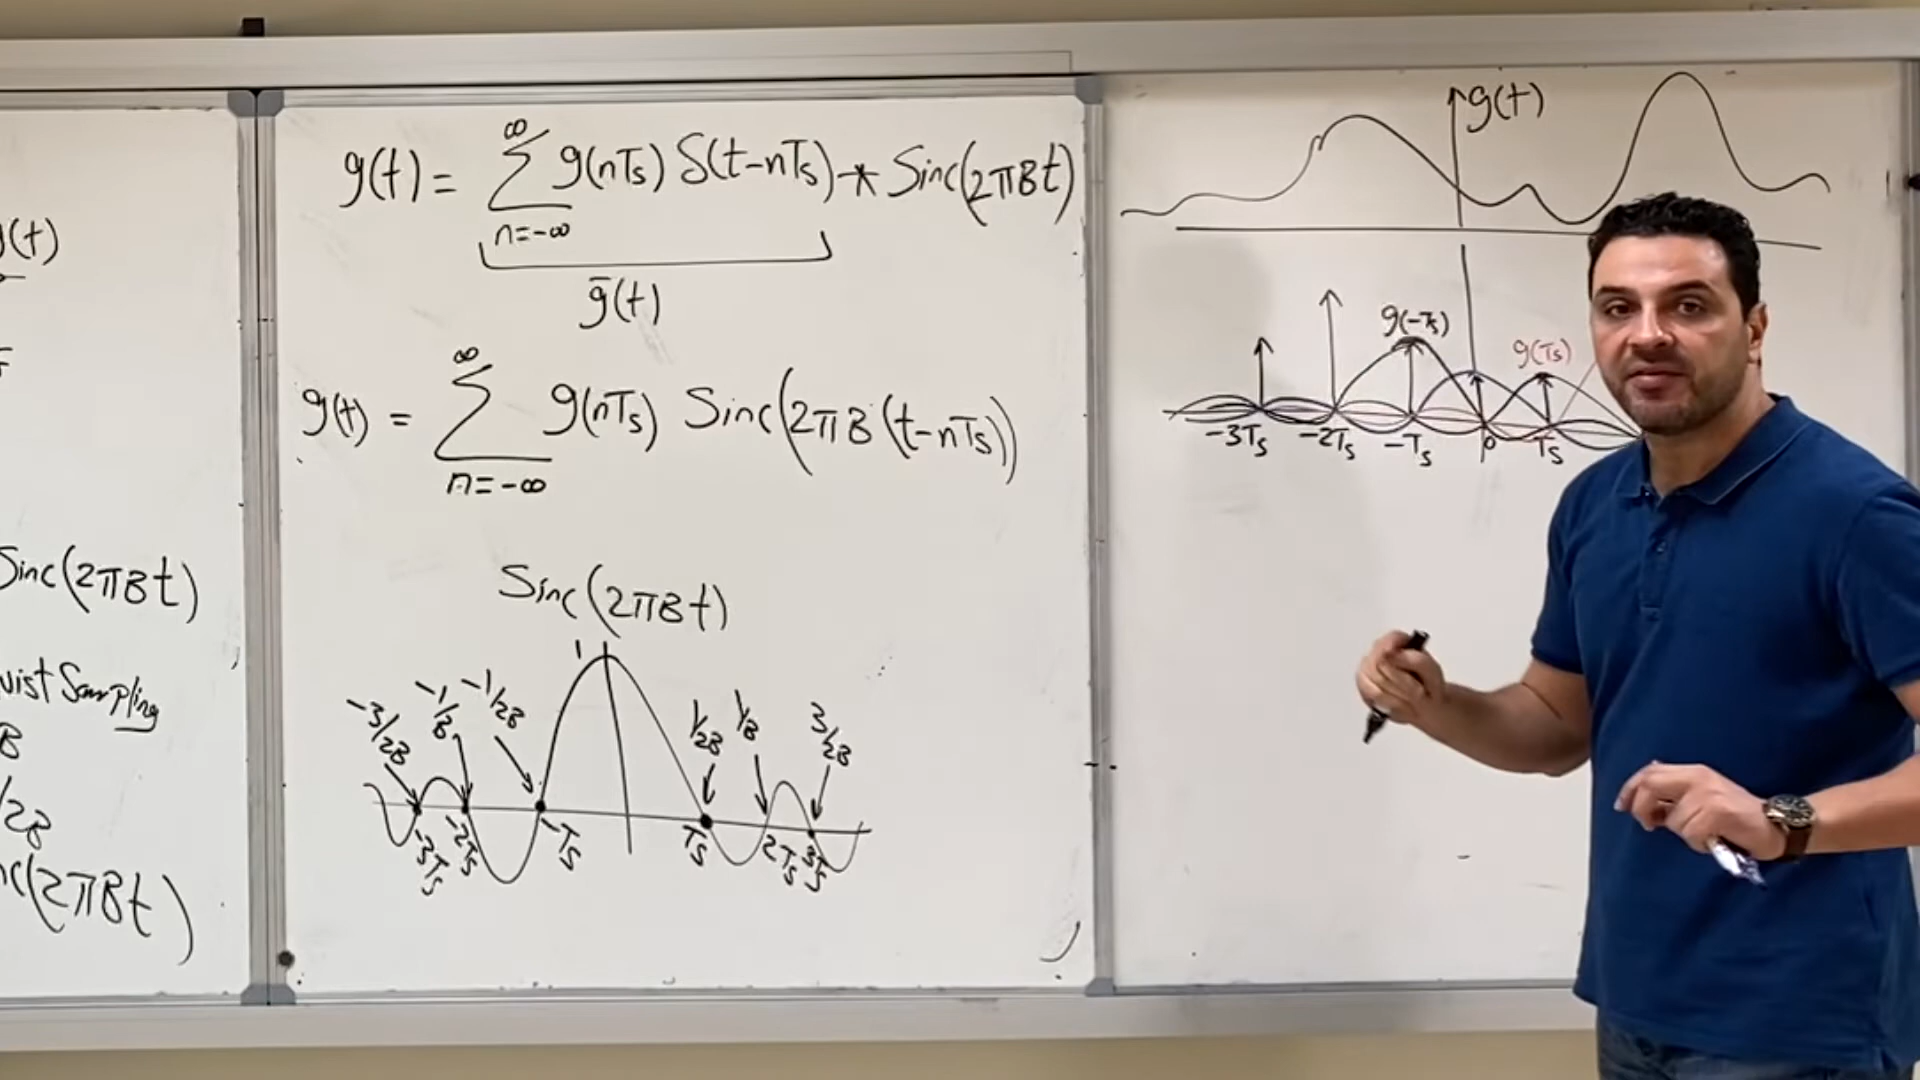 (t)
Sinc(2πBt)
uist Sampling
B
/2B
nc(2πBt)
g(t) = ∞ Σ n=-∞ g(nTs) δ(t-nTs) * Sinc(2πBt)
g̅(t)
g(t) = ∞ Σ n=-∞ g(nTs) Sinc(2πB(t-nTs))
Sinc(2πBt)
1
-3/2B -1/B -1/2B 1/2B 1/B 3/2B
-3Ts -2Ts -Ts Ts 2Ts 3Ts
g(t)
g(-Ts) g(Ts)
-3Ts -2Ts -Ts 0 Ts